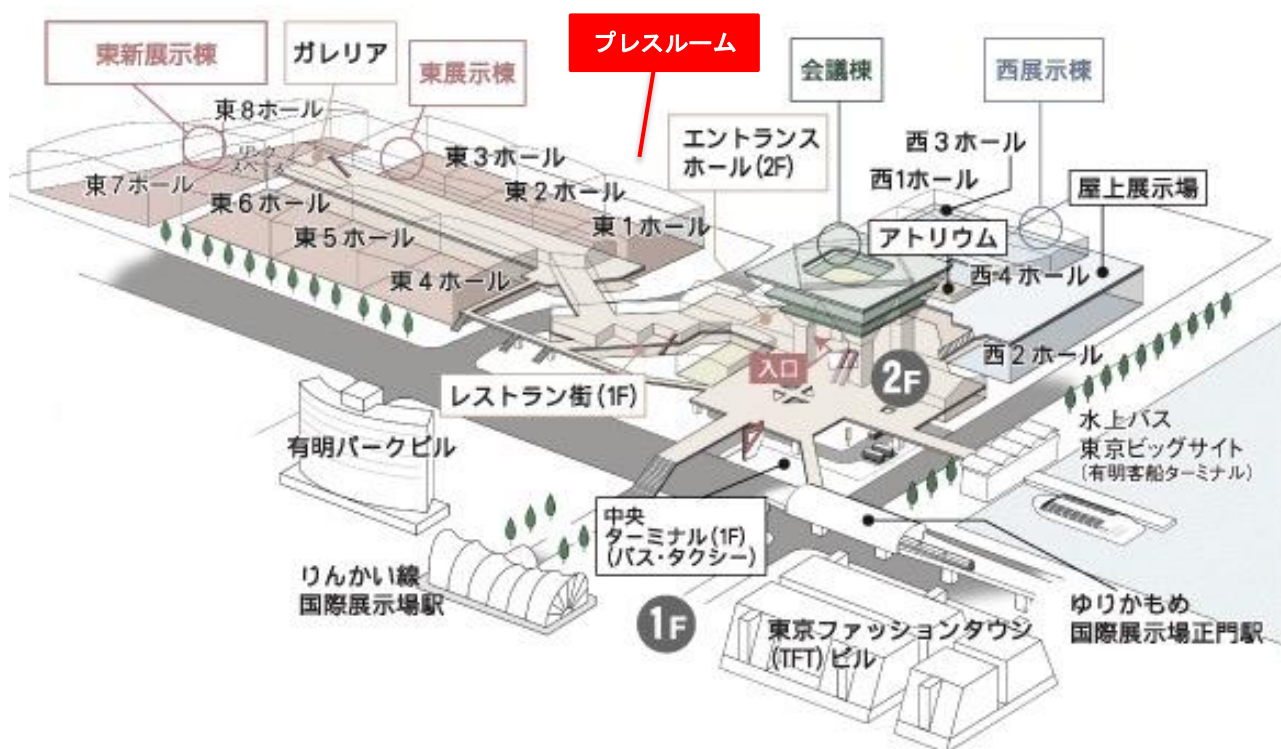 東新展示棟
ガレリア
東展示棟
プレスルーム
会議棟
西展示棟
東8ホール
エントランス
ホール(2F)
西3ホール
西1ホール
屋上展示場
東3ホール
東7ホール
東2ホール
東6ホール
東1ホール
アトリウム
東5ホール
東4ホール
西4ホール
西2ホール
入口
2F
レストラン街(1F)
有明パークビル
水上バス
東京ビッグサイト
(有明客船ターミナル)
中央
ターミナル(1F)
(バス・タクシー)
りんかい線
国際展示場駅
1F
東京ファッションタウン
(TFT)ビル
ゆりかもめ
国際展示場正門駅